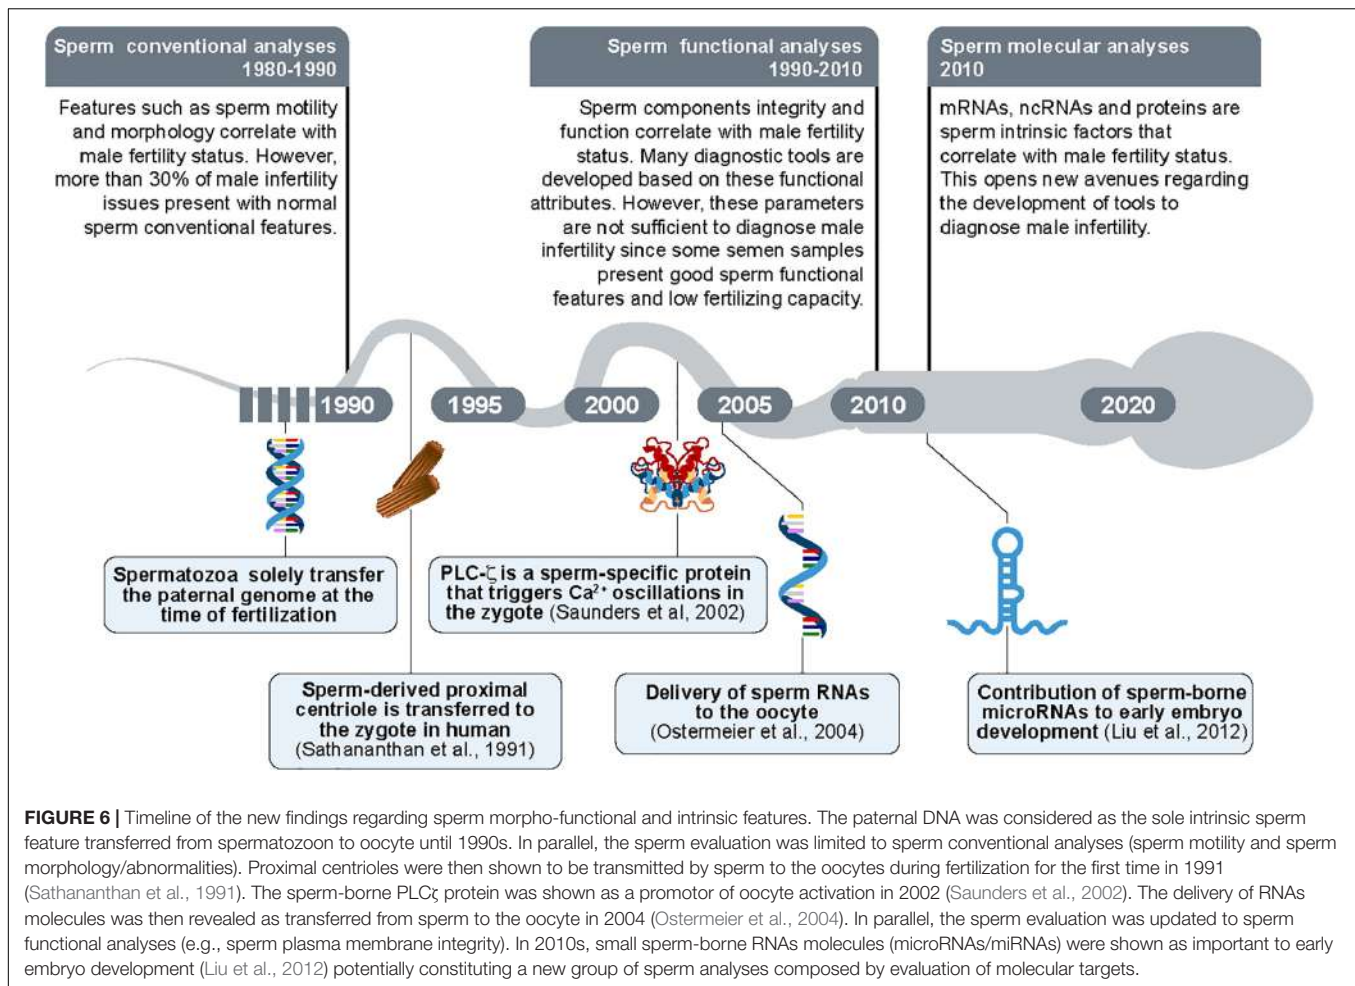 Sperm conventional analyses
1980-1990
Features such as sperm motility
and morphology correlate with
male fertility status. However,
more than 30% of male infertility
issues present with normal
sperm conventional features.
Sperm functional analyses
1990-2010
Sperm components integrity and
function correlate with male fertility
status. Many diagnostic tools are
developed based on these functional
attributes. However, these parameters
are not sufficient to diagnose male
infertility since some semen samples
present good sperm functional
features and low fertilizing capacity.
Sperm molecular analyses
2010
mRNAs, ncRNAs and proteins are
sperm intrinsic factors that
correlate with male fertility status.
This opens new avenues regarding
the development of tools to
diagnose male infertility.
1990
1995
2000
2005
2010
2020
Spermatozoa solely transfer
the paternal genome at the
time of fertilization
PLC-ζ is a sperm-specific protein
that triggers Ca²⁺ oscillations in
the zygote (Saunders et al, 2002)
Sperm-derived proximal
centriole is transferred to
the zygote in human
(Sathananthan et al., 1991)
Delivery of sperm RNAs
to the oocyte
(Ostermeier et al., 2004)
Contribution of sperm-borne
microRNAs to early embryo
development (Liu et al., 2012)
FIGURE 6 | Timeline of the new findings regarding sperm morpho-functional and intrinsic features. The paternal DNA was considered as the sole intrinsic sperm
feature transferred from spermatozoon to oocyte until 1990s. In parallel, the sperm evaluation was limited to sperm conventional analyses (sperm motility and sperm
morphology/abnormalities). Proximal centrioles were then shown to be transmitted by sperm to the oocytes during fertilization for the first time in 1991
(Sathananthan et al., 1991). The sperm-borne PLCζ protein was shown as a promotor of oocyte activation in 2002 (Saunders et al., 2002). The delivery of RNAs
molecules was then revealed as transferred from sperm to the oocyte in 2004 (Ostermeier et al., 2004). In parallel, the sperm evaluation was updated to sperm
functional analyses (e.g., sperm plasma membrane integrity). In 2010s, small sperm-borne RNAs molecules (microRNAs/miRNAs) were shown as important to early
embryo development (Liu et al., 2012) potentially constituting a new group of sperm analyses composed by evaluation of molecular targets.